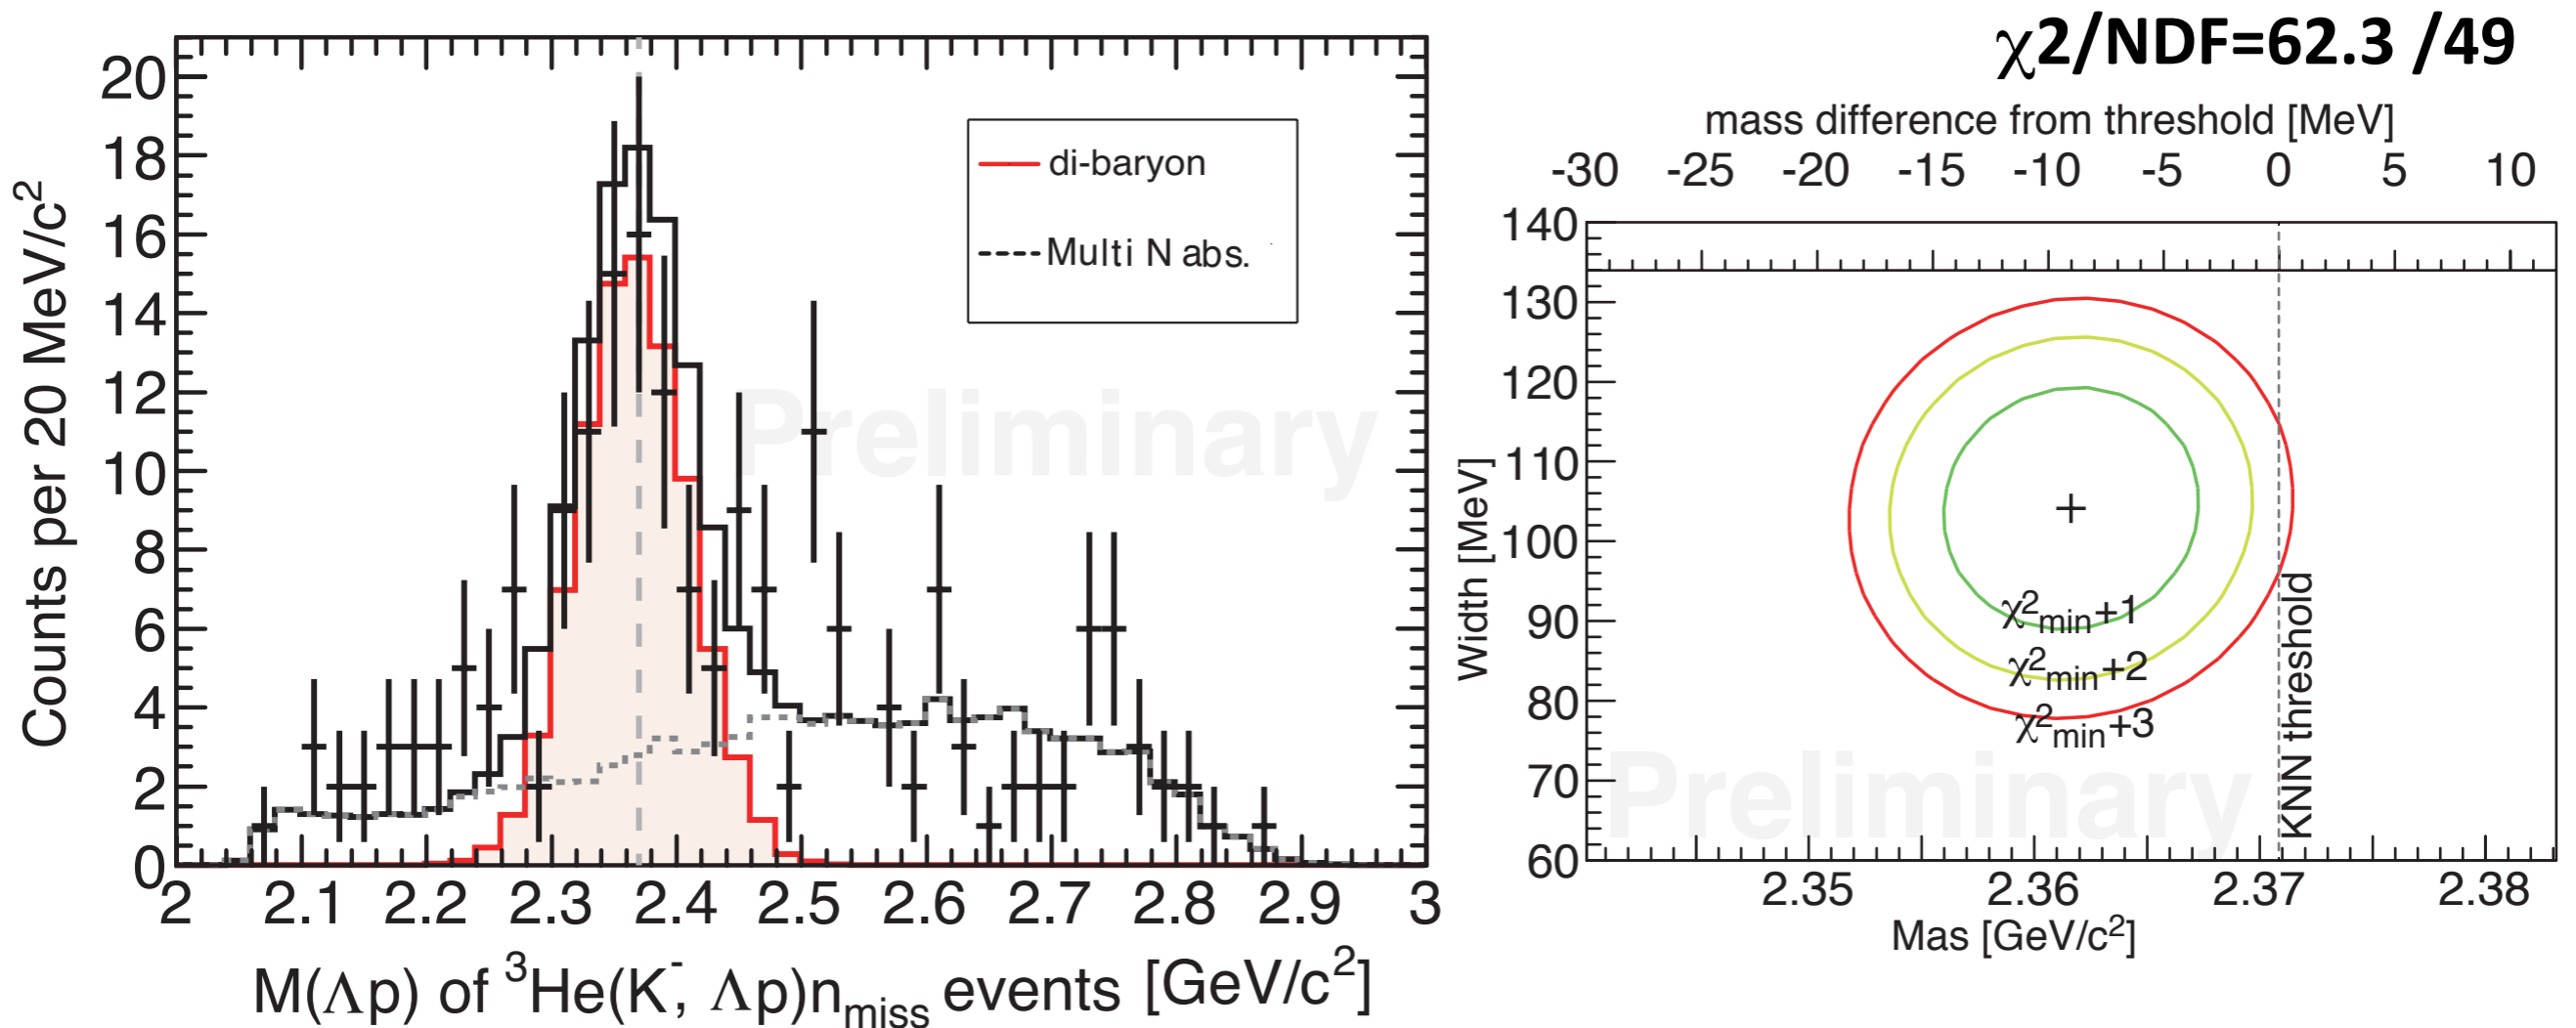 20
18
16
14
12
10
8
6
4
2
0
Counts per 20 MeV/c2
di-baryon
Multi N abs.
Preliminary
2 2.1 2.2 2.3 2.4 2.5 2.6 2.7 2.8 2.9 3
M(Λp) of 3He(K-, Λp)nmiss events [GeV/c2]
χ2/NDF=62.3 /49
mass difference from threshold [MeV]
-30 -25 -20 -15 -10 -5 0 5 10
140
130
120
110
100
90
80
70
60
Width [MeV]
χ2min+1
χ2min+2
χ2min+3
KNN threshold
Preliminary
2.35 2.36 2.37 2.38
Mas [GeV/c2]